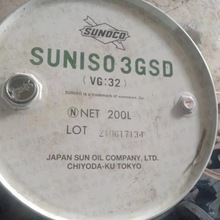 SUNOCO
SUNISO 3GSD
(VG:32)
N NET 200L
LOT
JAPAN SUN OIL COMPANY, LTD.
CHIYODA-KU TOKYO